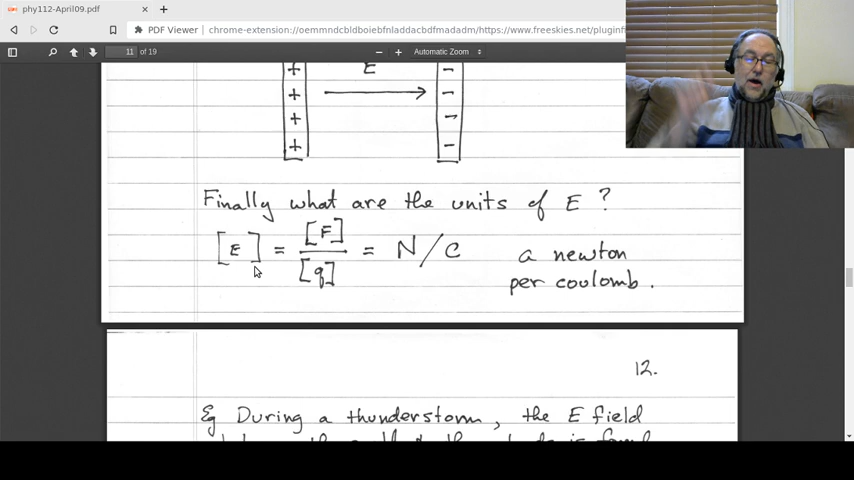 phy112-April09.pdf
PDF Viewer
chrome-extension://oemmndcbldboiebfnladdacbdfmadadm/https://www.freeskies.net/pluginfi
11 of 19
Automatic Zoom
+ E -
+ -
+ -
+ -
Finally what are the units of E ?
[E] = [F] / [q] = N/C a newton
per coulomb.
12.
Eg During a thunderstorm, the E field